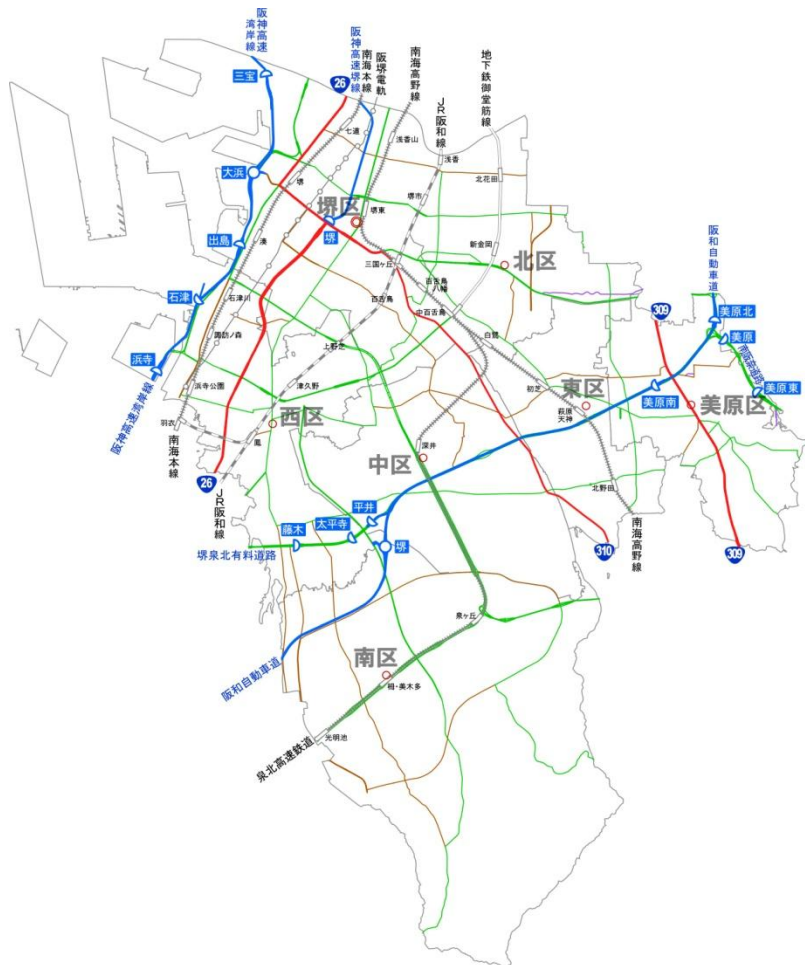 阪神高速
湾岸線
三宝
26
阪神高速堺線
南海本線
阪堺電軌
南海高野線
JR阪和線
地下鉄御堂筋線
七道
浅香山
浅香
大浜
堺
堺市
北花田
堺区
堺東
出島
湊
堺
新金岡
北区
三国ヶ丘
阪和自動車道
石津
石津川
百舌鳥
百舌鳥
八幡
中百舌鳥
309
美原北
諏訪ノ森
上野芝
白鷺
美原
南阪奈道路
浜寺
浜寺公園
津久野
初芝
東区
美原南
美原東
阪神高速湾岸線
羽衣
鳳
西区
萩原
天神
美原区
南海本線
深井
中区
26
JR阪和線
北野田
平井
太平寺
藤木
堺
310
南海高野線
309
堺泉北有料道路
泉ヶ丘
阪和自動車道
南区
栂・美木多
光明池
泉北高速鉄道